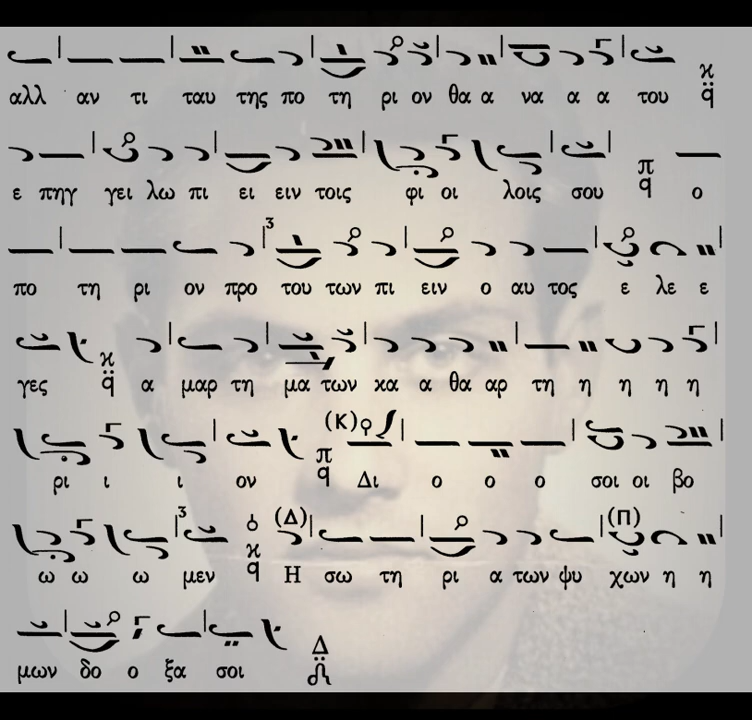 αλλ αν τι ταυ της πο τη ρι ον θα α να α α του ϰ q̈
ε πηγ γει λω πι ει ειν τοις φι οι λοις σου π q ο
πο τη ρι ον προ του των πι ειν ο αυ τος ε λε ε
3
γες ϰ q̈ α μαρ τη μα των κα α θα αρ τη η η η η
ρι ι ι ον π q (Κ) Δι ο ο ο σοι οι βο
ω ω ω μεν 3 ϰ q (Δ) Η σω τη ρι α των ψυ (Π) χων η η
μων δο ο ξα σοι Δ